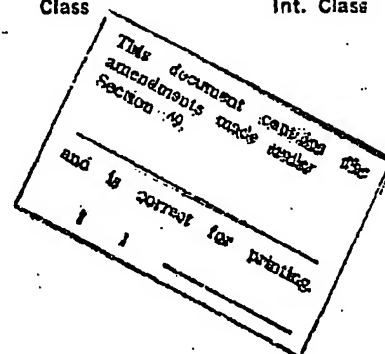 Class Int. Class
This document contains the
amendments made under
Section 49.
and is correct for printing.